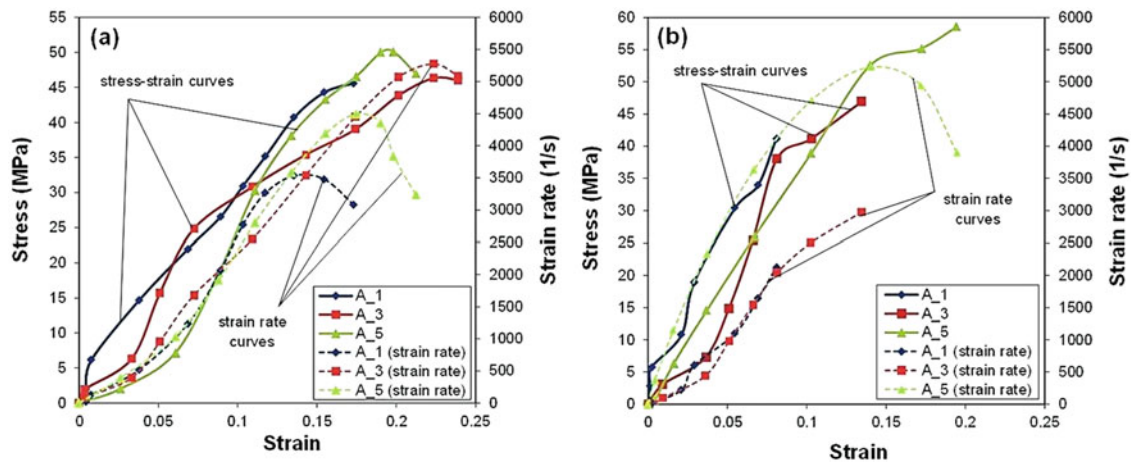 (a)
Stress (MPa)
55
50
45
40
35
30
25
20
15
10
5
0
stress-strain curves
strain rate
curves
A_1
A_3
A_5
A_1 (strain rate)
A_3 (strain rate)
A_5 (strain rate)
6000
5500
5000
4500
4000
3500
3000
2500
2000
1500
1000
500
0
Strain rate (1/s)
0 0.05 0.1 0.15 0.2 0.25
Strain
(b)
Stress (MPa)
60
55
50
45
40
35
30
25
20
15
10
5
0
stress-strain curves
strain rate
curves
A_1
A_3
A_5
A_1 (strain rate)
A_3 (strain rate)
A_5 (strain rate)
6000
5500
5000
4500
4000
3500
3000
2500
2000
1500
1000
500
0
Strain rate (1/s)
0 0.05 0.1 0.15 0.2 0.25
Strain